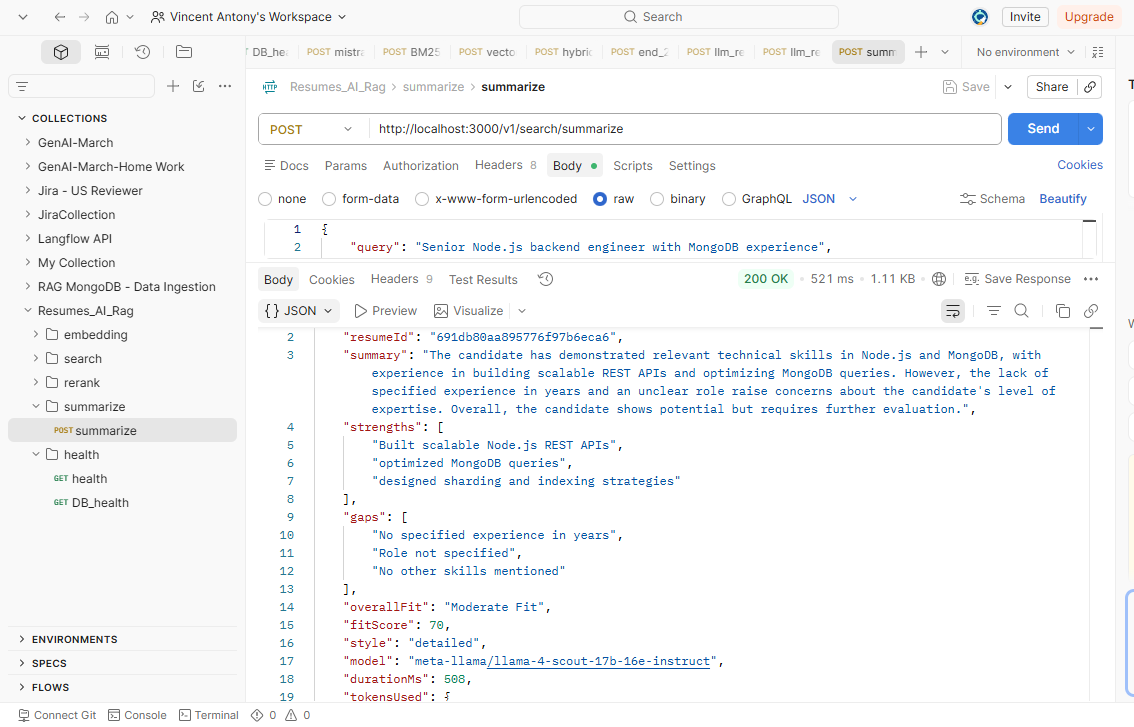 Vincent Antony's Workspace
Search
Invite
Upgrade
DB_hea
POST mistra
POST BM25
POST vecto
POST hybric
POST end_2
POST llm_re
POST llm_re
POST summ
No environment
HTTP Resumes_AI_Rag > summarize > summarize
Save
Share
POST
http://localhost:3000/v1/search/summarize
Send
Docs
Params
Authorization
Headers 8
Body
Scripts
Settings
Cookies
none
form-data
x-www-form-urlencoded
raw
binary
GraphQL
JSON
Schema
Beautify
1 {
2 "query": "Senior Node.js backend engineer with MongoDB experience",
Body
Cookies
Headers 9
Test Results
200 OK
521 ms
1.11 KB
e.g. Save Response
{} JSON
Preview
Visualize
2 "resumeId": "691db80aa895776f97b6eca6",
3 "summary": "The candidate has demonstrated relevant technical skills in Node.js and MongoDB, with
experience in building scalable REST APIs and optimizing MongoDB queries. However, the lack of
specified experience in years and an unclear role raise concerns about the candidate's level of
expertise. Overall, the candidate shows potential but requires further evaluation.",
4 "strengths": [
5 "Built scalable Node.js REST APIs",
6 "optimized MongoDB queries",
7 "designed sharding and indexing strategies"
8 ],
9 "gaps": [
10 "No specified experience in years",
11 "Role not specified",
12 "No other skills mentioned"
13 ],
14 "overallFit": "Moderate Fit",
15 "fitScore": 70,
16 "style": "detailed",
17 "model": "meta-llama/llama-4-scout-17b-16e-instruct",
18 "durationMs": 508,
19 "tokensUsed": {
COLLECTIONS
GenAI-March
GenAI-March-Home Work
Jira - US Reviewer
JiraCollection
Langflow API
My Collection
RAG MongoDB - Data Ingestion
Resumes_AI_Rag
embedding
search
rerank
summarize
POST summarize
health
GET health
GET DB_health
ENVIRONMENTS
SPECS
FLOWS
Connect Git
Console
Terminal
0
0